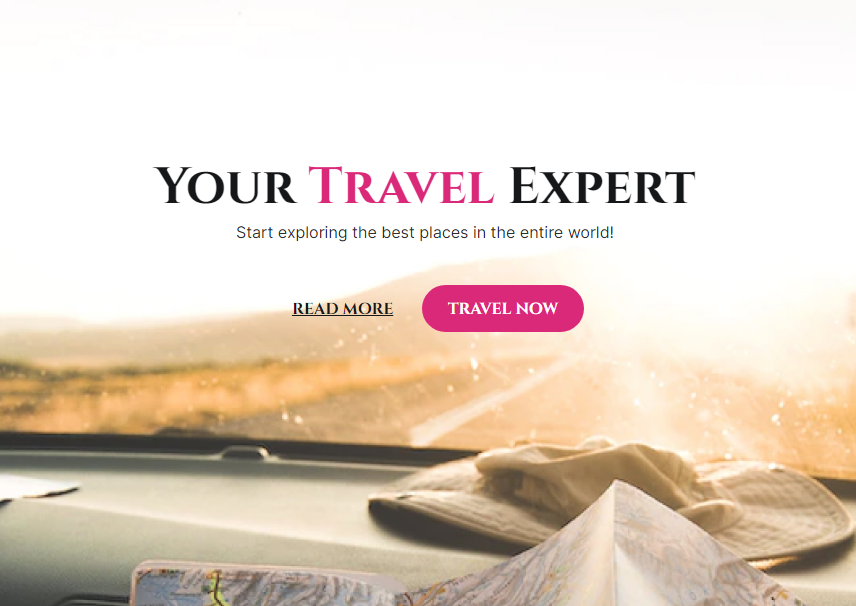 Your Travel Expert
Start exploring the best places in the entire world!
READ MORE
TRAVEL NOW